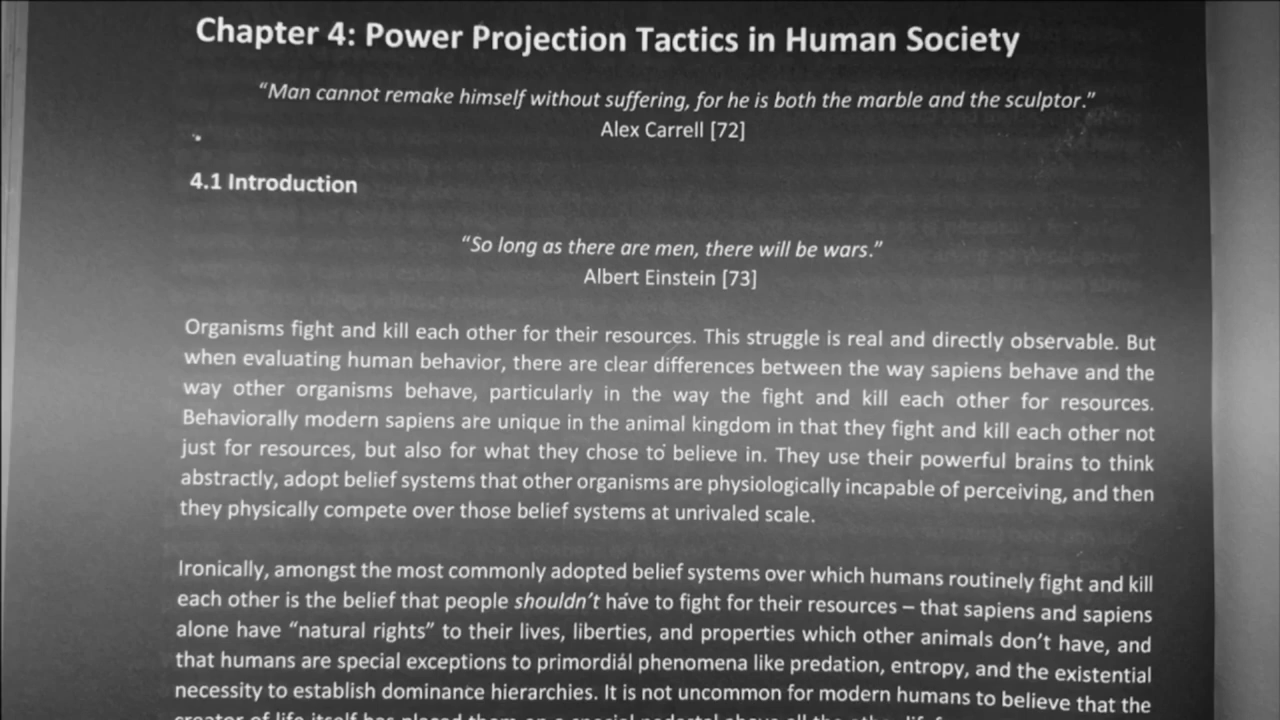 Chapter 4: Power Projection Tactics in Human Society
“Man cannot remake himself without suffering, for he is both the marble and the sculptor.”
Alex Carrell [72]
4.1 Introduction
“So long as there are men, there will be wars.”
Albert Einstein [73]
Organisms fight and kill each other for their resources. This struggle is real and directly observable. But
when evaluating human behavior, there are clear differences between the way sapiens behave and the
way other organisms behave, particularly in the way the fight and kill each other for resources.
Behaviorally modern sapiens are unique in the animal kingdom in that they fight and kill each other not
just for resources, but also for what they chose to believe in. They use their powerful brains to think
abstractly, adopt belief systems that other organisms are physiologically incapable of perceiving, and then
they physically compete over those belief systems at unrivaled scale.
Ironically, amongst the most commonly adopted belief systems over which humans routinely fight and kill
each other is the belief that people shouldn’t have to fight for their resources – that sapiens and sapiens
alone have “natural rights” to their lives, liberties, and properties which other animals don’t have, and
that humans are special exceptions to primordial phenomena like predation, entropy, and the existential
necessity to establish dominance hierarchies. It is not uncommon for modern humans to believe that the